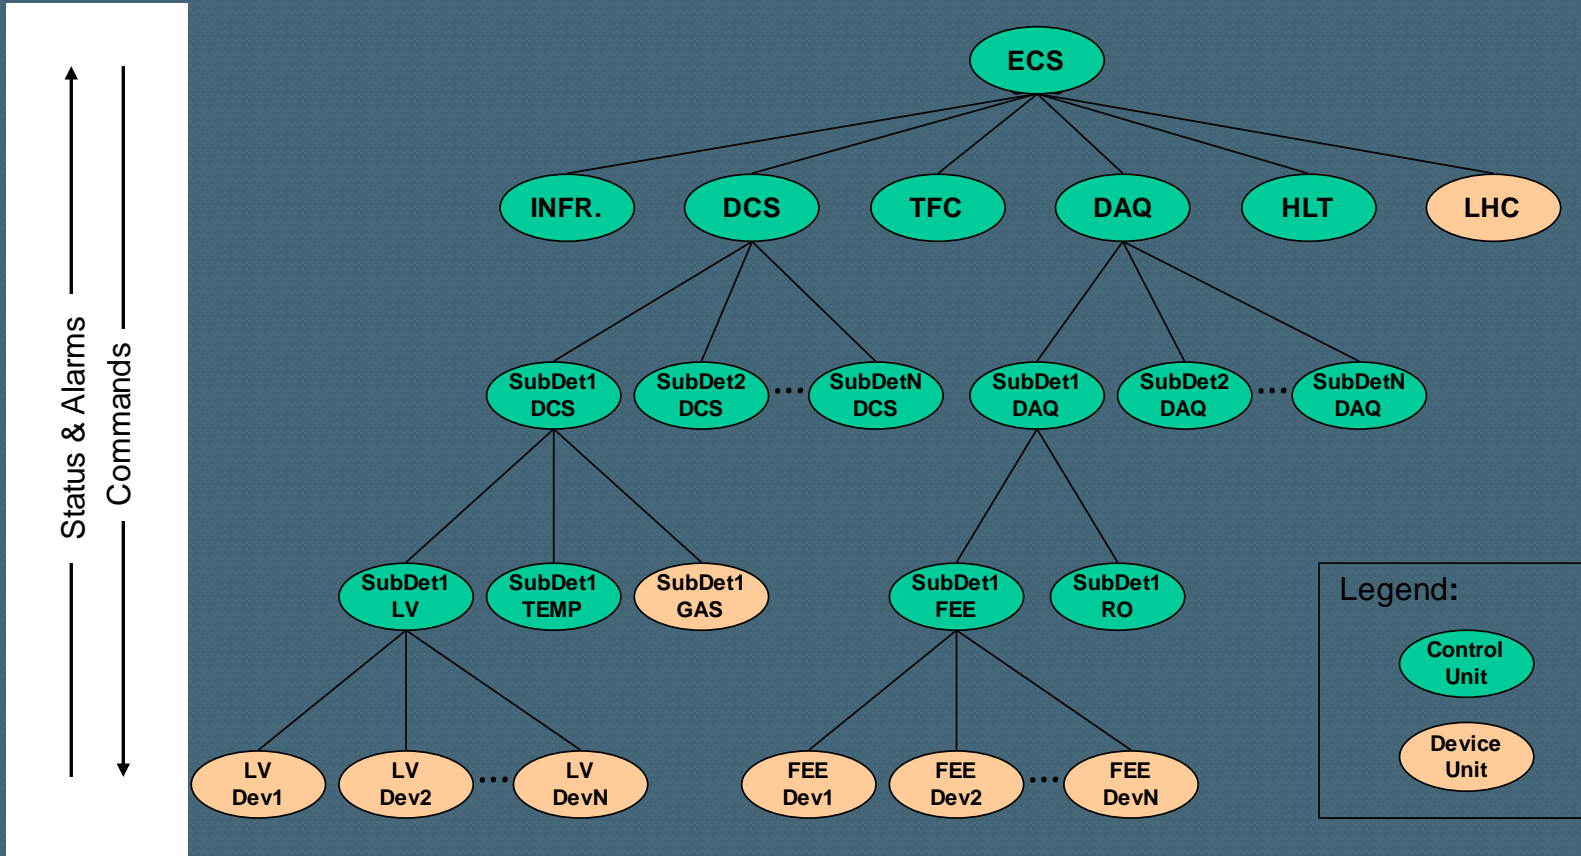 ECS
INFR.
DCS
TFC
DAQ
HLT
LHC
Status & Alarms
Commands
SubDet1
DCS
SubDet2
DCS
...
SubDetN
DCS
SubDet1
DAQ
SubDet2
DAQ
...
SubDetN
DAQ
SubDet1
LV
SubDet1
TEMP
SubDet1
GAS
SubDet1
FEE
SubDet1
RO
Legend:
Control
Unit
Device
Unit
LV
Dev1
LV
Dev2
...
LV
DevN
FEE
Dev1
FEE
Dev2
...
FEE
DevN